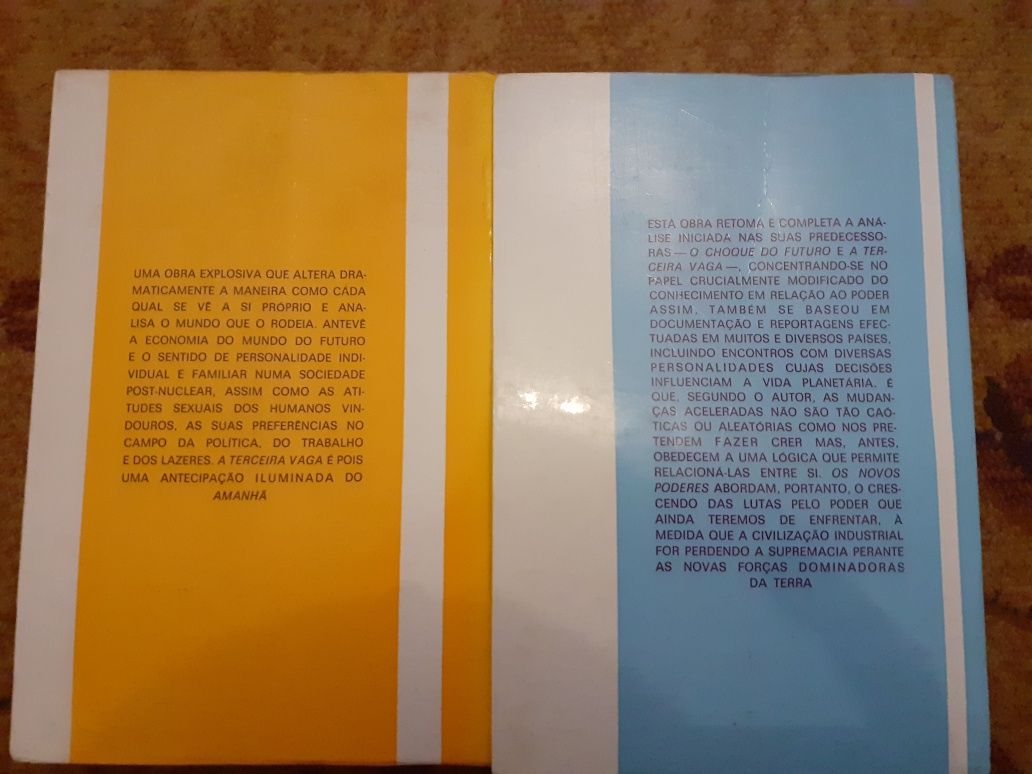 UMA OBRA EXPLOSIVA QUE ALTERA DRA-
MATICAMENTE A MANEIRA COMO CADA
QUAL SE VÊ A SI PRÓPRIO E ANA-
LISA O MUNDO QUE O RODEIA. ANTEVÊ
A ECONOMIA DO MUNDO DO FUTURO
E O SENTIDO DE PERSONALIDADE INDI-
VIDUAL E FAMILIAR NUMA SOCIEDADE
POST-NUCLEAR, ASSIM COMO AS ATI-
TUDES SEXUAIS DOS HUMANOS VIN-
DOUROS, AS SUAS PREFERÊNCIAS NO
CAMPO DA POLÍTICA, DO TRABALHO
E DOS LAZERES. A TERCEIRA VAGA É POIS
UMA ANTECIPAÇÃO ILUMINADA DO
AMANHÃ
ESTA OBRA RETOMA E COMPLETA A ANÁ-
LISE INICIADA NAS SUAS PREDECESSO-
RAS — O CHOQUE DO FUTURO E A TER-
CEIRA VAGA —, CONCENTRANDO-SE NO
PAPEL CRUCIALMENTE MODIFICADO DO
CONHECIMENTO EM RELAÇÃO AO PODER
ASSIM, TAMBÉM SE BASEOU EM
DOCUMENTAÇÃO E REPORTAGENS EFEC-
TUADAS EM MUITOS E DIVERSOS PAÍSES,
INCLUINDO ENCONTROS COM DIVERSAS
PERSONALIDADES CUJAS DECISÕES
INFLUENCIAM A VIDA PLANETÁRIA. É
QUE, SEGUNDO O AUTOR, AS MUDAN-
ÇAS ACELERADAS NÃO SÃO TÃO CAÓ-
TICAS OU ALEATÓRIAS COMO NOS PRE-
TENDEM FAZER CRER MAS, ANTES,
OBEDECEM A UMA LÓGICA QUE PERMITE
RELACIONÁ-LAS ENTRE SI. OS NOVOS
PODERES ABORDAM, PORTANTO, O CRES-
CENDO DAS LUTAS PELO PODER QUE
AINDA TEREMOS DE ENFRENTAR, À
MEDIDA QUE A CIVILIZAÇÃO INDUSTRIAL
FOR PERDENDO A SUPREMACIA PERANTE
AS NOVAS FORÇAS DOMINADORAS
DA TERRA